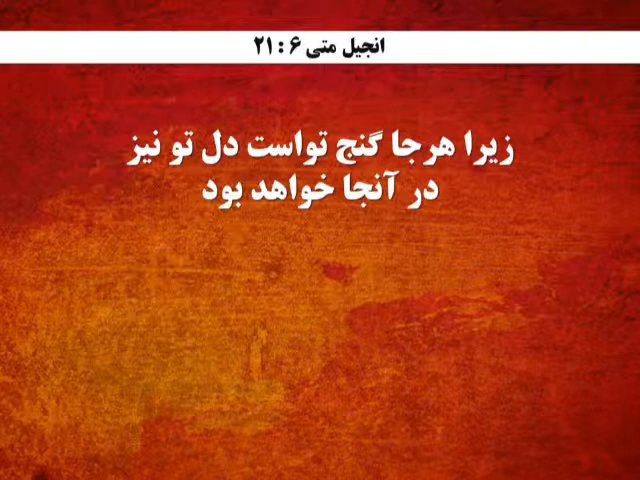 انجیل متی ۶ : ۲۱
زیرا هرجا گنج تواست دل تو نیز
در آنجا خواهد بود